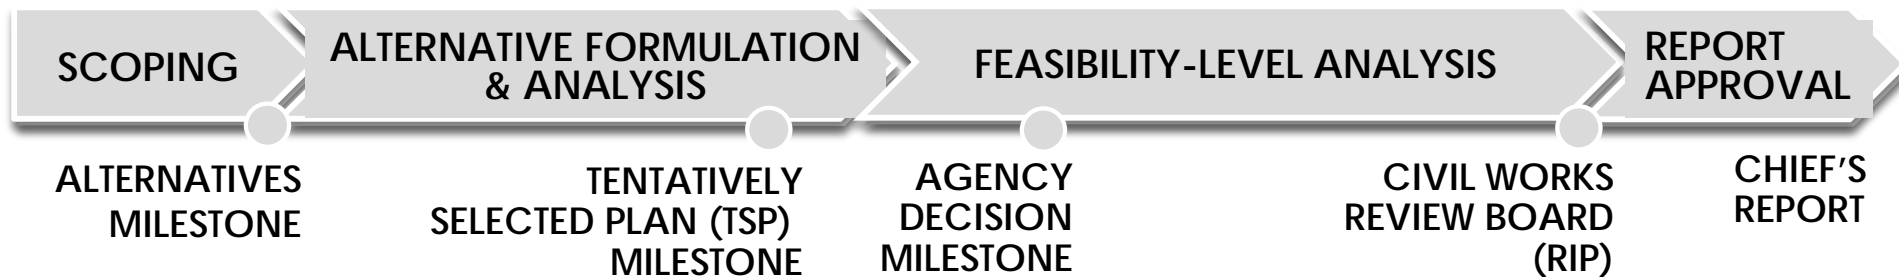 SCOPING
ALTERNATIVE FORMULATION
& ANALYSIS
FEASIBILITY-LEVEL ANALYSIS
REPORT
APPROVAL
ALTERNATIVES
MILESTONE
TENTATIVELY
SELECTED PLAN (TSP)
MILESTONE
AGENCY
DECISION
MILESTONE
CIVIL WORKS
REVIEW BOARD
(RIP)
CHIEF'S
REPORT